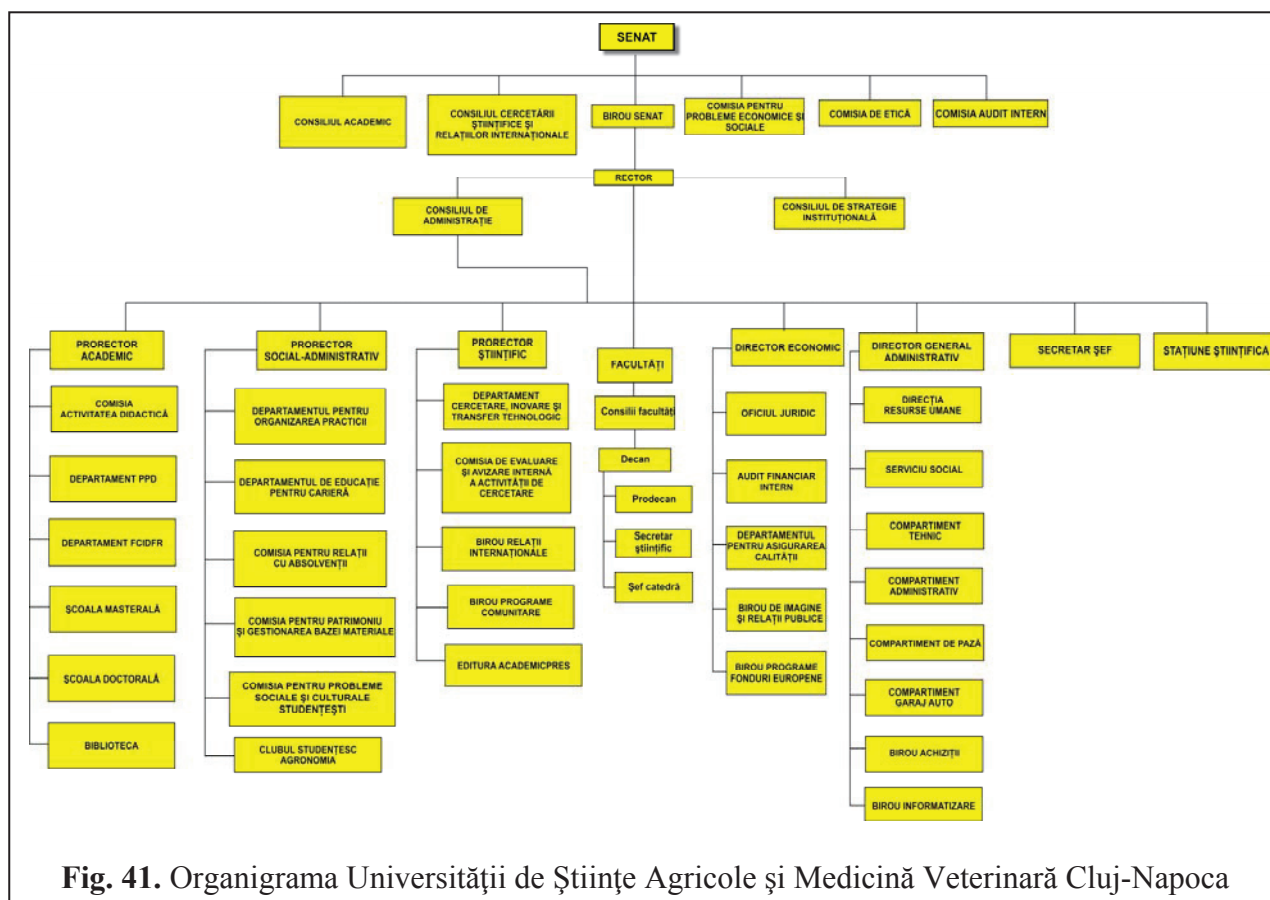 SENAT
CONSILIUL ACADEMIC
CONSILIUL CERCETĂRII
ŞTIINŢIFICE ŞI
RELAŢIILOR INTERNAŢIONALE
BIROU SENAT
COMISIA PENTRU
PROBLEME ECONOMICE ŞI
SOCIALE
COMISIA DE ETICĂ
COMISIA AUDIT INTERN
RECTOR
CONSILIUL DE
ADMINISTRAŢIE
CONSILIUL DE STRATEGIE
INSTITUŢIONALĂ
PRORECTOR
ACADEMIC
COMISIA
ACTIVITATEA DIDACTICĂ
DEPARTAMENT PPD
DEPARTAMENT FCIDFR
ŞCOALA MASTERALĂ
ŞCOALA DOCTORALĂ
BIBLIOTECA
PRORECTOR
SOCIAL-ADMINISTRATIV
DEPARTAMENTUL PENTRU
ORGANIZAREA PRACTICII
DEPARTAMENTUL DE EDUCAŢIE
PENTRU CARIERĂ
COMISIA PENTRU RELAŢII
CU ABSOLVENŢII
COMISIA PENTRU PATRIMONIU
ŞI GESTIONAREA BAZEI MATERIALE
COMISIA PENTRU PROBLEME
SOCIALE ŞI CULTURALE
STUDENŢEŞTI
CLUBUL STUDENŢESC
AGRONOMIA
PRORECTOR
ŞTIINŢIFIC
DEPARTAMENT
CERCETARE, INOVARE ŞI
TRANSFER TEHNOLOGIC
COMISIA DE EVALUARE
ŞI AVIZARE INTERNĂ
A ACTIVITĂŢII DE
CERCETARE
BIROU RELAŢII
INTERNAŢIONALE
BIROU PROGRAME
COMUNITARE
EDITURA ACADEMICPRES
FACULTĂŢI
Consilii facultăţi
Decan
Prodecan
Secretar
ştiinţific
Şef catedră
DIRECTOR ECONOMIC
OFICIUL JURIDIC
AUDIT FINANCIAR
INTERN
DEPARTAMENTUL
PENTRU ASIGURAREA
CALITĂŢII
BIROU DE IMAGINE
ŞI RELAŢII PUBLICE
BIROU PROGRAME
FONDURI EUROPENE
DIRECTOR GENERAL
ADMINISTRATIV
DIRECŢIA
RESURSE UMANE
SERVICIU SOCIAL
COMPARTIMENT
TEHNIC
COMPARTIMENT
ADMINISTRATIV
COMPARTIMENT DE PAZĂ
COMPARTIMENT
GARAJ AUTO
BIROU ACHIZIŢII
BIROU INFORMATIZARE
SECRETAR ŞEF
STAŢIUNE ŞTIINŢIFICĂ
Fig. 41. Organigrama Universităţii de Ştiinţe Agricole şi Medicină Veterinară Cluj-Napoca